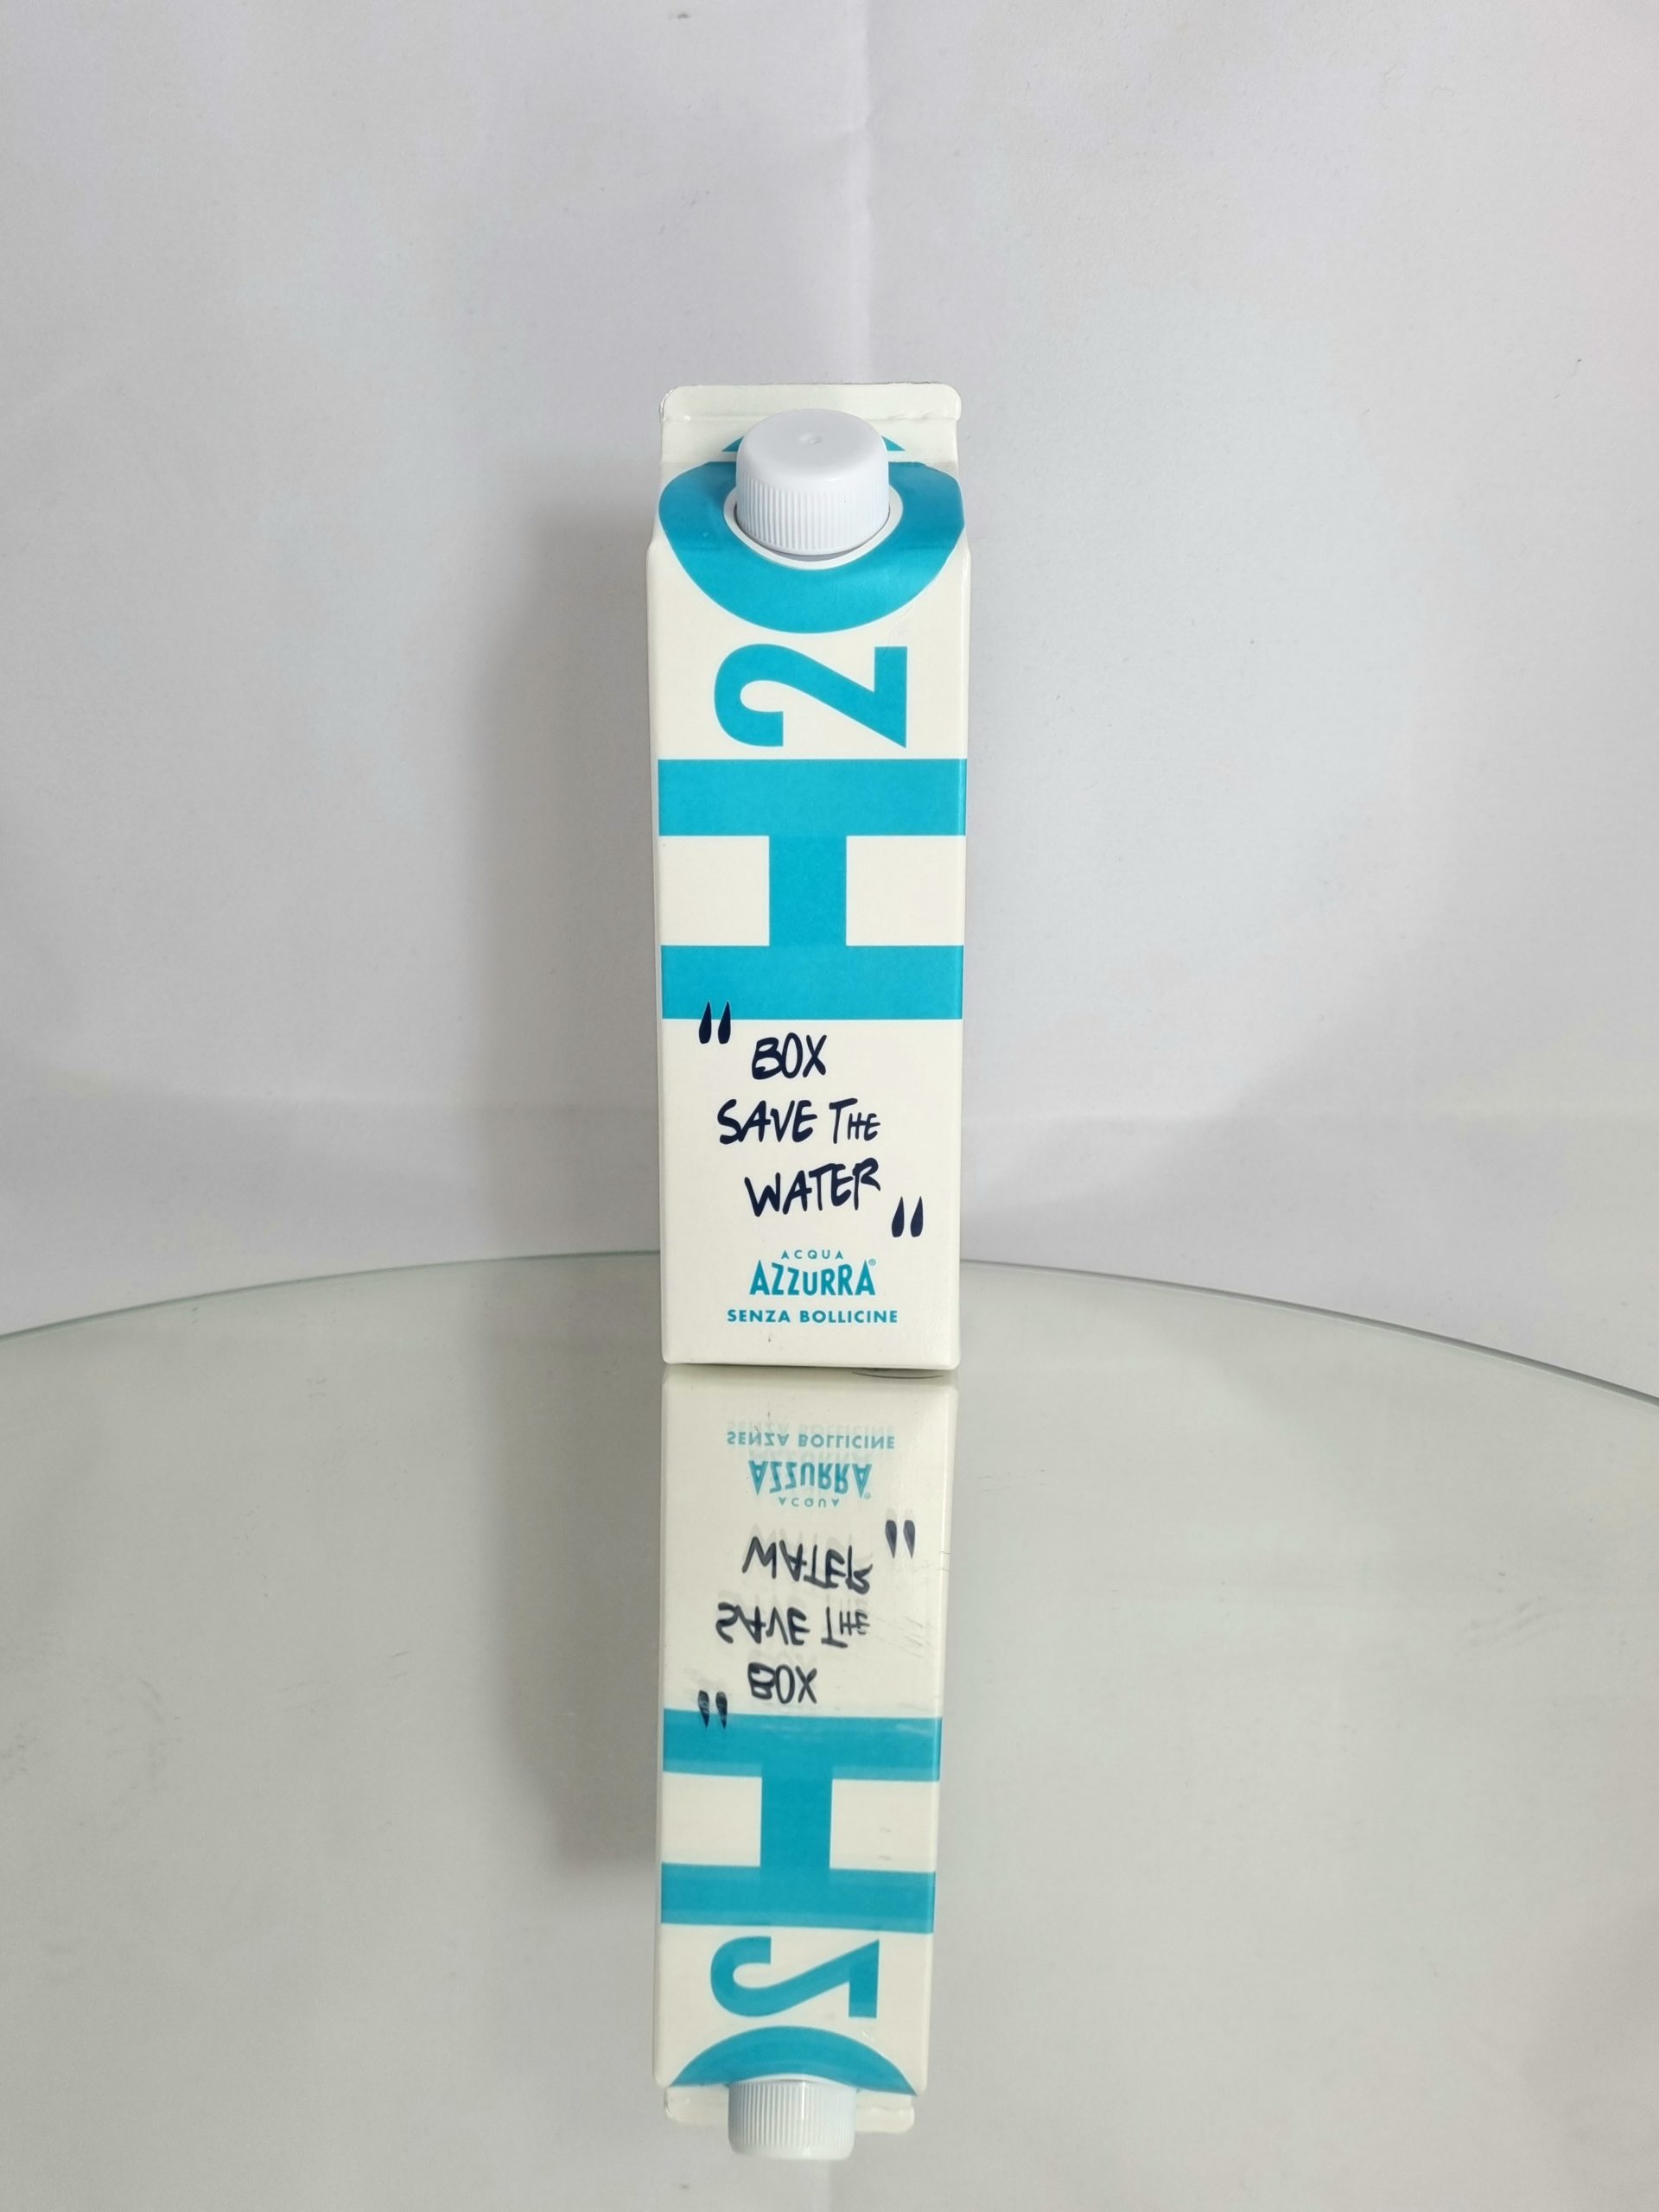 H2O
"BOX
SAVE THE
WATER"
ACQUA
AZZURRA®
SENZA BOLLICINE